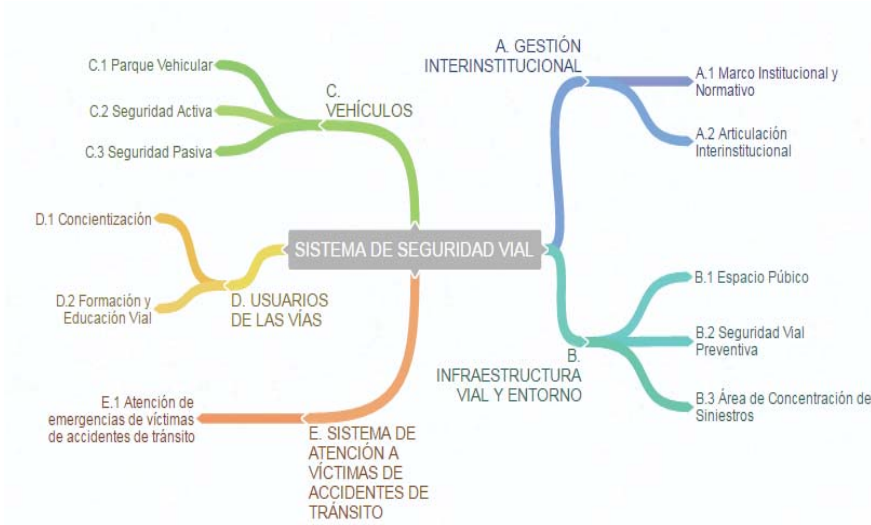 SISTEMA DE SEGURIDAD VIAL
A. GESTIÓN
INTERINSTITUCIONAL
A.1 Marco Institucional y
Normativo
A.2 Articulación
Interinstitucional
B.
INFRAESTRUCTURA
VIAL Y ENTORNO
B.1 Espacio Púbico
B.2 Seguridad Vial
Preventiva
B.3 Área de Concentración de
Siniestros
C.
VEHÍCULOS
C.1 Parque Vehicular
C.2 Seguridad Activa
C.3 Seguridad Pasiva
D. USUARIOS
DE LAS VÍAS
D.1 Concientización
D.2 Formación y
Educación Vial
E. SISTEMA DE
ATENCIÓN A
VÍCTIMAS DE
ACCIDENTES DE
TRÁNSITO
E.1 Atención de
emergencias de víctimas
de accidentes de tránsito